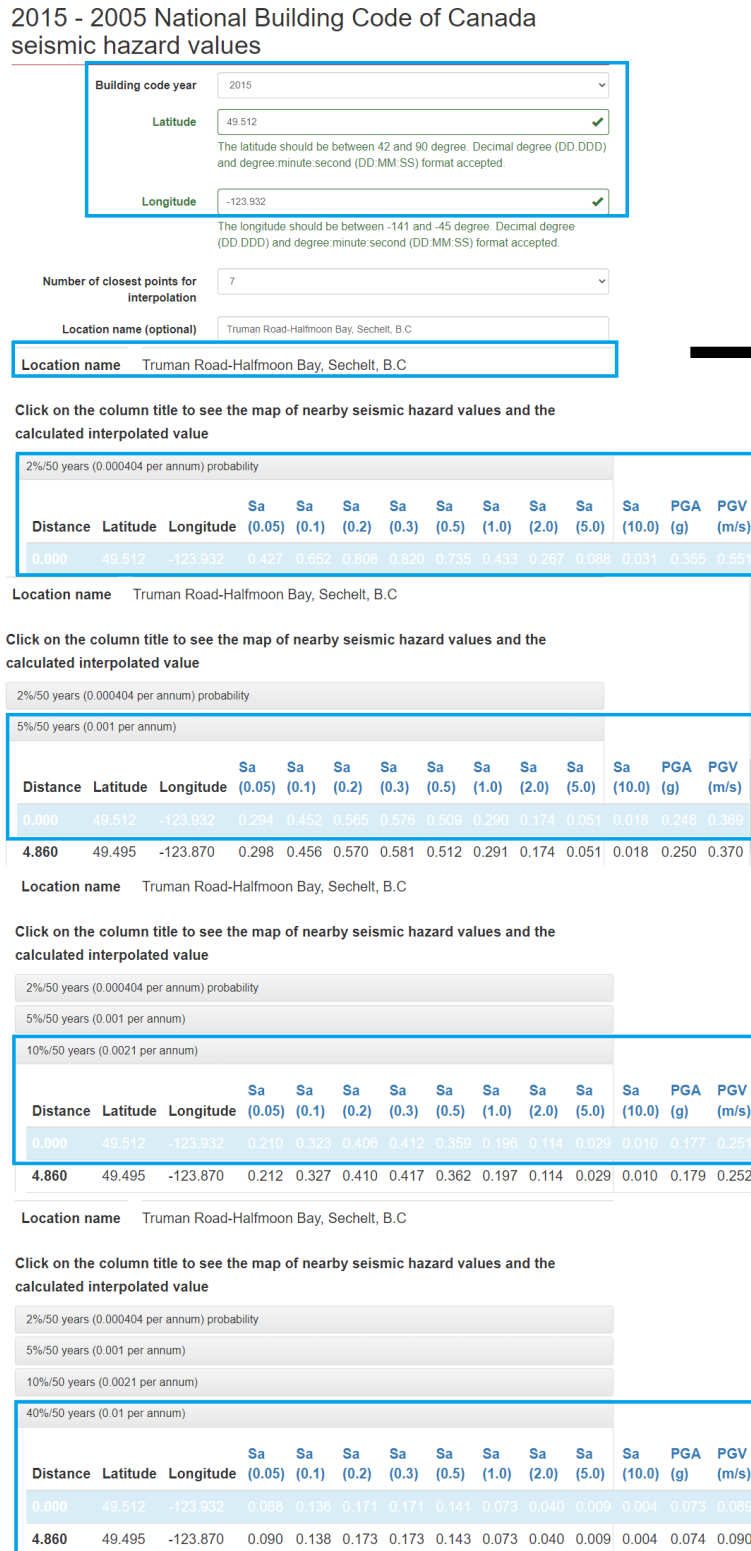 2015 - 2005 National Building Code of Canada
seismic hazard values
Building code year 2015
Latitude 49.512
The latitude should be between 42 and 90 degree. Decimal degree (DD.DDD)
and degree:minute:second (DD:MM:SS) format accepted.
Longitude -123.932
The longitude should be between -141 and -45 degree. Decimal degree
(DD.DDD) and degree:minute:second (DD:MM:SS) format accepted.
Number of closest points for
interpolation 7
Location name (optional) Truman Road-Halfmoon Bay, Sechelt, B.C
Location name Truman Road-Halfmoon Bay, Sechelt, B.C
Click on the column title to see the map of nearby seismic hazard values and the
calculated interpolated value
2%/50 years (0.000404 per annum) probability
Sa Sa Sa Sa Sa Sa Sa Sa Sa PGA PGV
Distance Latitude Longitude (0.05) (0.1) (0.2) (0.3) (0.5) (1.0) (2.0) (5.0) (10.0) (g) (m/s)
0.000 49.512 -123.932 0.427 0.652 0.808 0.820 0.735 0.433 0.267 0.088 0.031 0.355 0.551
Location name Truman Road-Halfmoon Bay, Sechelt, B.C
Click on the column title to see the map of nearby seismic hazard values and the
calculated interpolated value
2%/50 years (0.000404 per annum) probability
5%/50 years (0.001 per annum)
Sa Sa Sa Sa Sa Sa Sa Sa Sa PGA PGV
Distance Latitude Longitude (0.05) (0.1) (0.2) (0.3) (0.5) (1.0) (2.0) (5.0) (10.0) (g) (m/s)
0.000 49.512 -123.932 0.294 0.452 0.565 0.576 0.509 0.290 0.174 0.051 0.018 0.248 0.369
4.860 49.495 -123.870 0.298 0.456 0.570 0.581 0.512 0.291 0.174 0.051 0.018 0.250 0.370
Location name Truman Road-Halfmoon Bay, Sechelt, B.C
Click on the column title to see the map of nearby seismic hazard values and the
calculated interpolated value
2%/50 years (0.000404 per annum) probability
5%/50 years (0.001 per annum)
10%/50 years (0.0021 per annum)
Sa Sa Sa Sa Sa Sa Sa Sa Sa PGA PGV
Distance Latitude Longitude (0.05) (0.1) (0.2) (0.3) (0.5) (1.0) (2.0) (5.0) (10.0) (g) (m/s)
0.000 49.512 -123.932 0.210 0.323 0.406 0.412 0.359 0.196 0.114 0.029 0.010 0.177 0.251
4.860 49.495 -123.870 0.212 0.327 0.410 0.417 0.362 0.197 0.114 0.029 0.010 0.179 0.252
Location name Truman Road-Halfmoon Bay, Sechelt, B.C
Click on the column title to see the map of nearby seismic hazard values and the
calculated interpolated value
2%/50 years (0.000404 per annum) probability
5%/50 years (0.001 per annum)
10%/50 years (0.0021 per annum)
40%/50 years (0.01 per annum)
Sa Sa Sa Sa Sa Sa Sa Sa Sa PGA PGV
Distance Latitude Longitude (0.05) (0.1) (0.2) (0.3) (0.5) (1.0) (2.0) (5.0) (10.0) (g) (m/s)
0.000 49.512 -123.932 0.088 0.136 0.171 0.171 0.141 0.073 0.040 0.009 0.004 0.073 0.089
4.860 49.495 -123.870 0.090 0.138 0.173 0.173 0.143 0.073 0.040 0.009 0.004 0.074 0.090